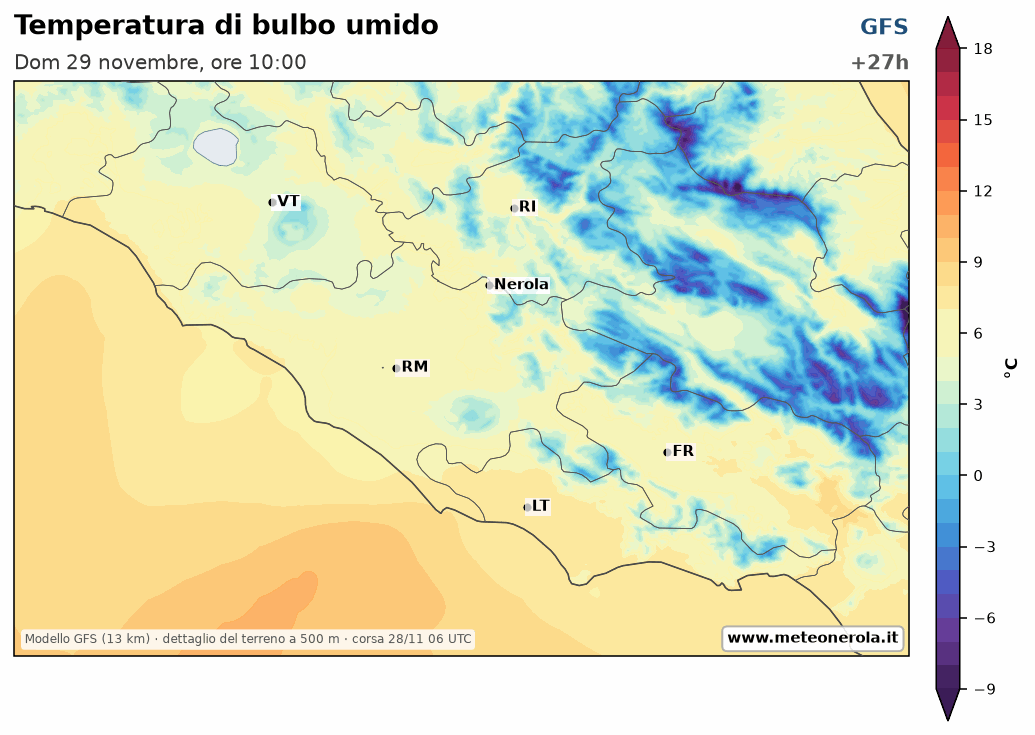 Temperatura di bulbo umido
GFS
Dom 29 novembre, ore 10:00
+27h
VT
RI
Nerola
RM
FR
LT
Modello GFS (13 km) · dettaglio del terreno a 500 m · corsa 28/11 06 UTC
www.meteonerola.it
18
15
12
9
6
3
0
−3
−6
−9
°C